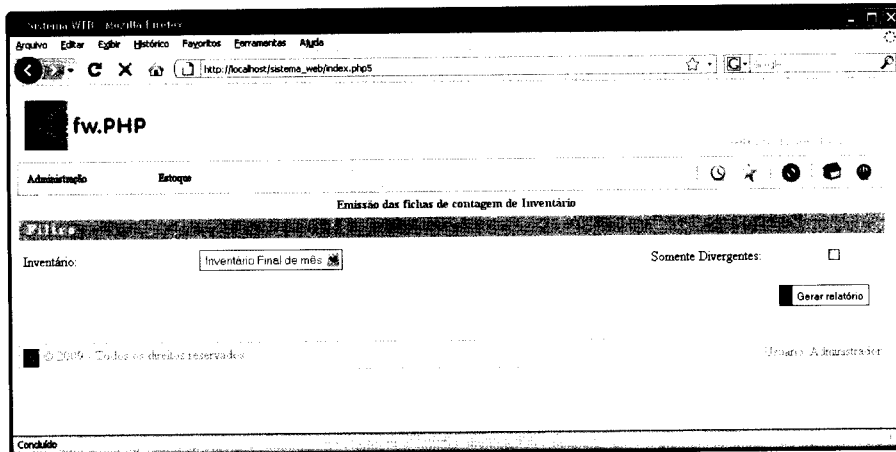 Sistema WEB - Mozilla Firefox
Arquivo Editar Exibir Histórico Favoritos Ferramentas Ajuda
http://localhost/sistema_web/index.php5
Google
fw.PHP
Administração Estoque
Emissão das fichas de contagem de Inventário
Filtro
Inventário: Inventário Final de mês Somente Divergentes:
Gerar relatório
© 2009 - Todos os direitos reservados Usuário: Administrador
Concluído